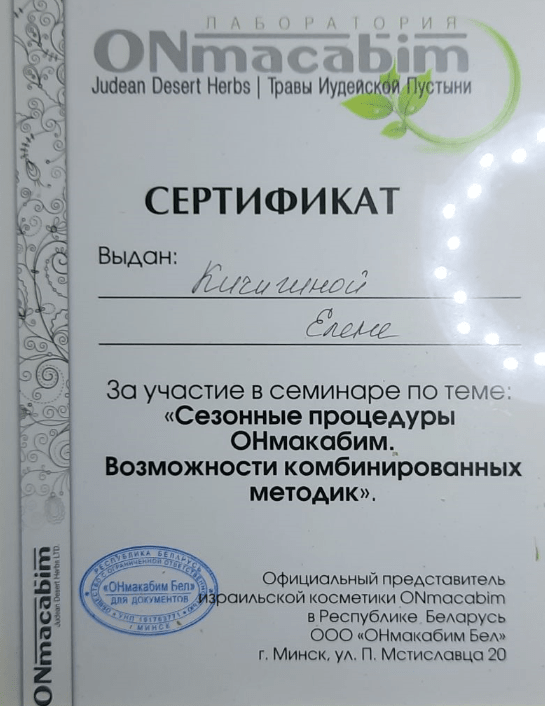 ЛАБОРАТОРИЯ
ONmacabim
Judean Desert Herbs | Травы Иудейской Пустыни
СЕРТИФИКАТ
Выдан:
Кичигиной
Елене
За участие в семинаре по теме:
«Сезонные процедуры
ОНмакабим.
Возможности комбинированных
методик».
Официальный представитель
израильской косметики ONmacabim
в Республике Беларусь
ООО «ОНмакабим Бел»
г. Минск, ул. П. Мстиславца 20
РЕСПУБЛИКА БЕЛАРУСЬ
ОБЩЕСТВО С ОГРАНИЧЕННОЙ ОТВЕТСТВЕННОСТЬЮ
«ОНмакабим Бел»
ДЛЯ ДОКУМЕНТОВ
УНП 191763771
Г.МИНСК
ONmacabim
Judean Desert Herbs LTD.